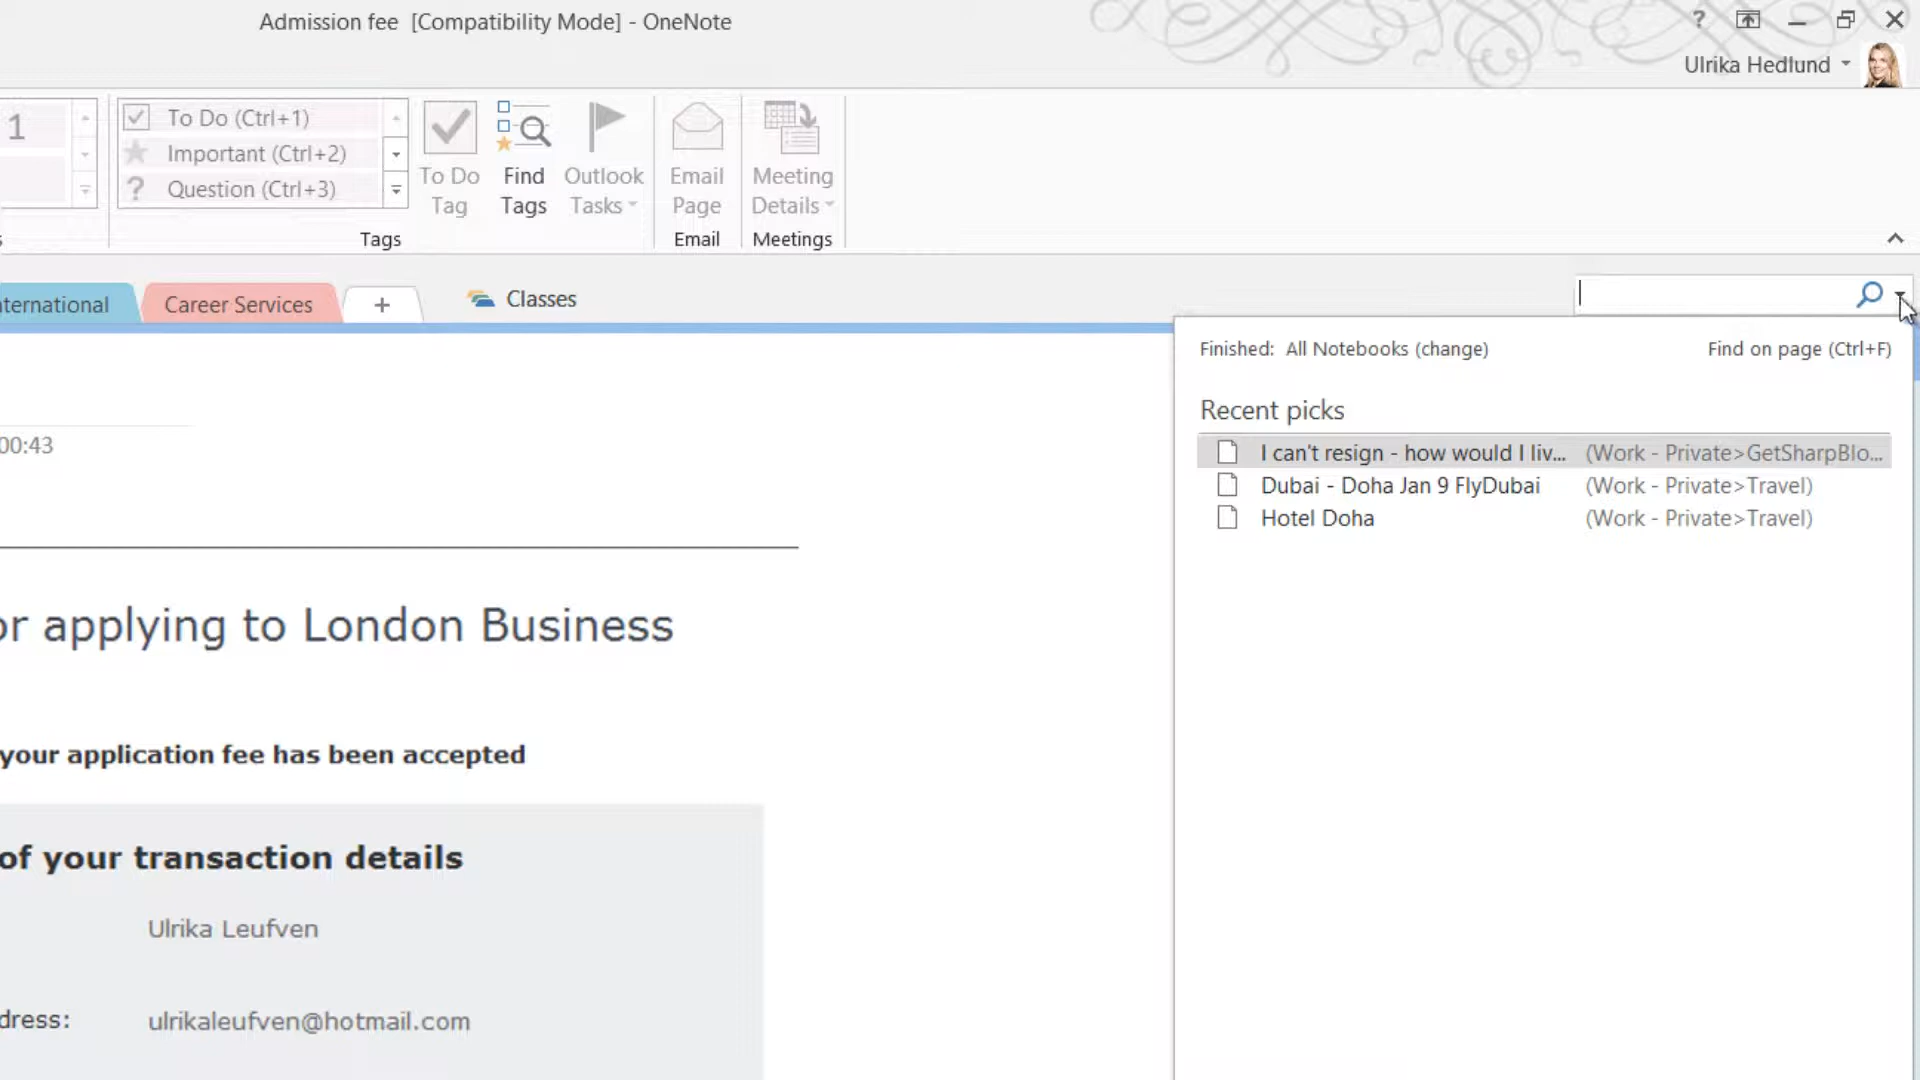 Admission fee [Compatibility Mode] - OneNote
?
Ulrika Hedlund
1
To Do (Ctrl+1)
Important (Ctrl+2)
? Question (Ctrl+3)
To Do
Tag
Find
Tags
Outlook
Tasks
Tags
Email
Page
Email
Meeting
Details
Meetings
nternational
Career Services
+
Classes
Finished: All Notebooks (change)
Find on page (Ctrl+F)
Recent picks
I can't resign - how would I liv... (Work - Private>GetSharpBlo...
Dubai - Doha Jan 9 FlyDubai (Work - Private>Travel)
Hotel Doha (Work - Private>Travel)
00:43
or applying to London Business
your application fee has been accepted
of your transaction details
Ulrika Leufven
dress: ulrikaleufven@hotmail.com